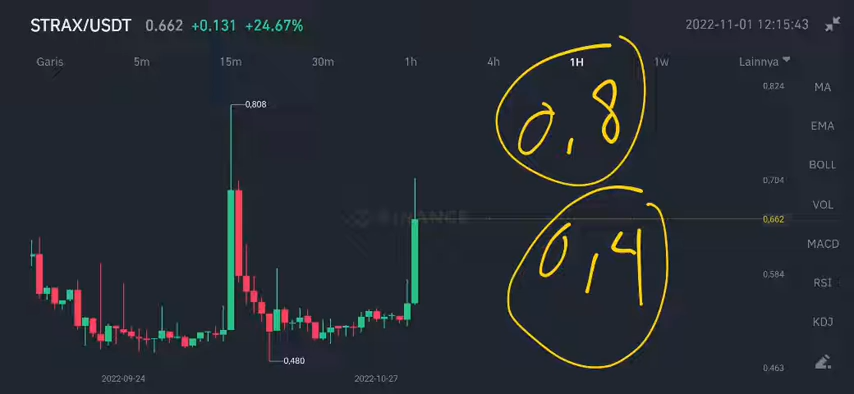 STRAX/USDT 0.662 +0.131 +24.67% 2022-11-01 12:15:43
Garis 5m 15m 30m 1h 4h 1H 1w Lainnya
0.824
MA
0,808
0,8
EMA
BOLL
0,704
VOL
BINANCE
0,662
0,4
MACD
0,584
RSI
KDJ
0,480
0.463
2022-09-24 2022-10-27